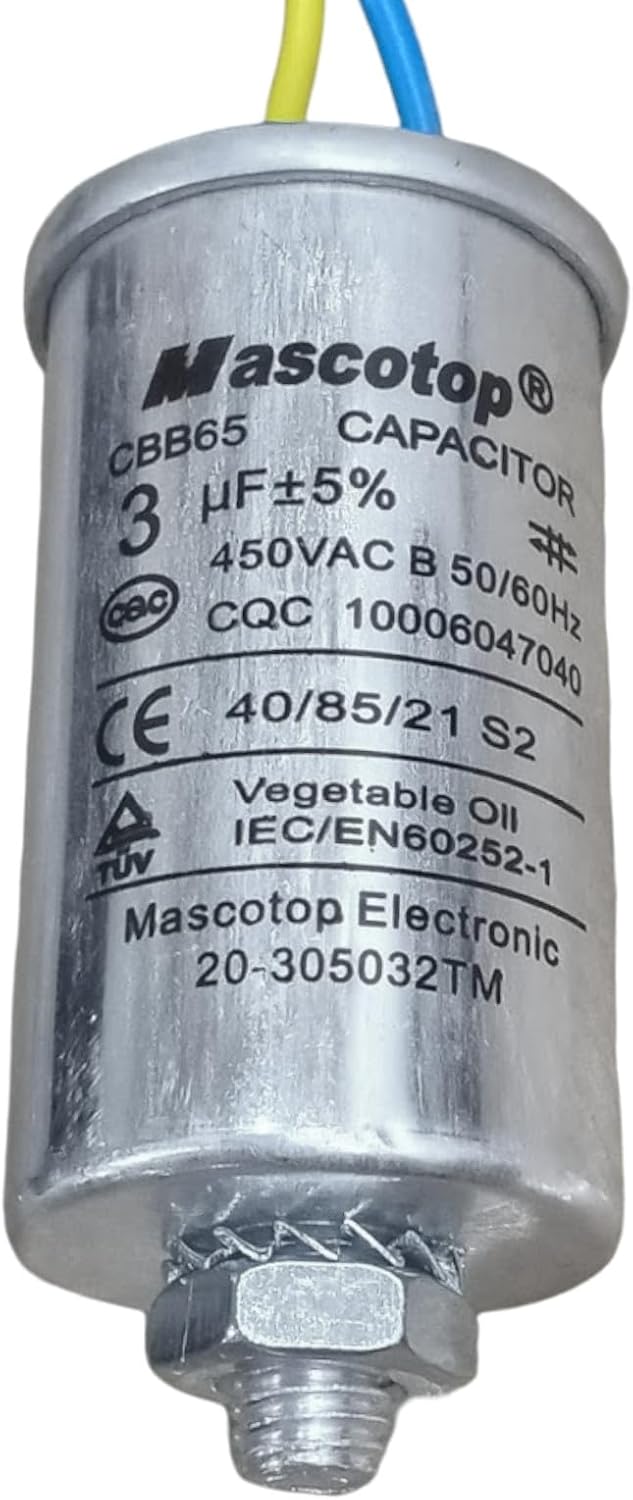 Mascotop®
CBB65 CAPACITOR
3 µF±5%
450VAC B 50/60Hz
CQC CQC 10006047040
CE 40/85/21 S2
Vegetable Oil
TÜV IEC/EN60252-1
Mascotop Electronic
20-305032TM